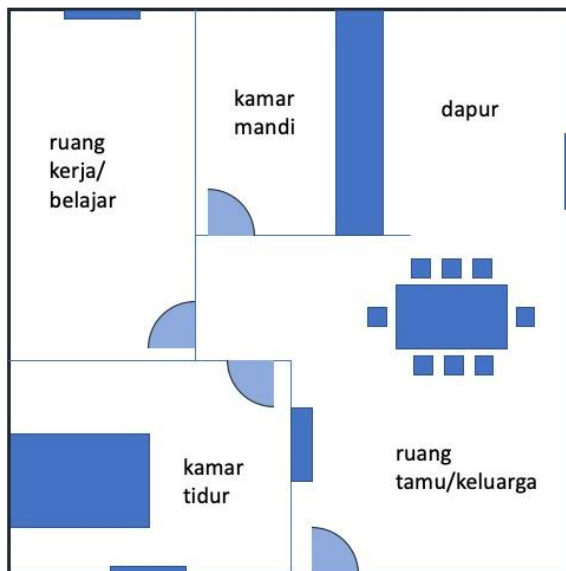 kamar
mandi
dapur
ruang
kerja/
belajar
kamar
tidur
ruang
tamu/keluarga